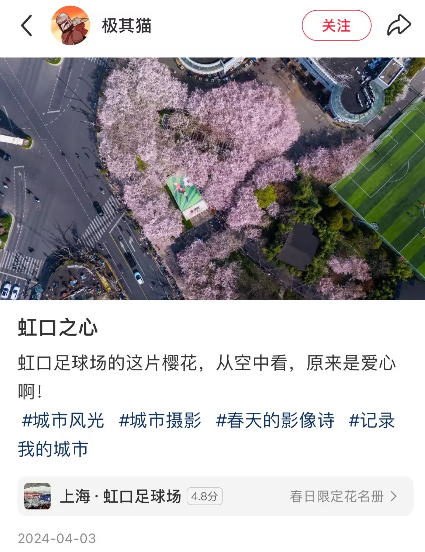 极其猫
关注
虹口之心
虹口足球场的这片樱花，从空中看，原来是爱心
啊！
#城市风光 #城市摄影 #春天的影像诗 #记录
我的城市
上海·虹口足球场 4.8分 春日限定花名册
2024-04-03